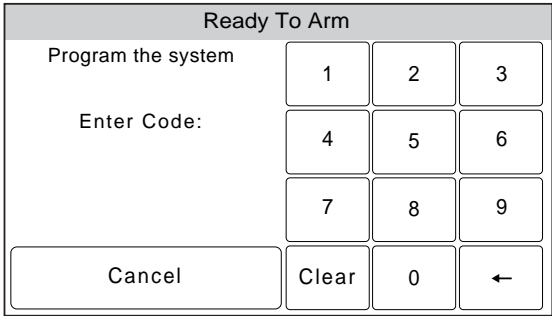 Ready To Arm
Program the system
1 2 3
Enter Code:
4 5 6
7 8 9
Cancel Clear 0 ←